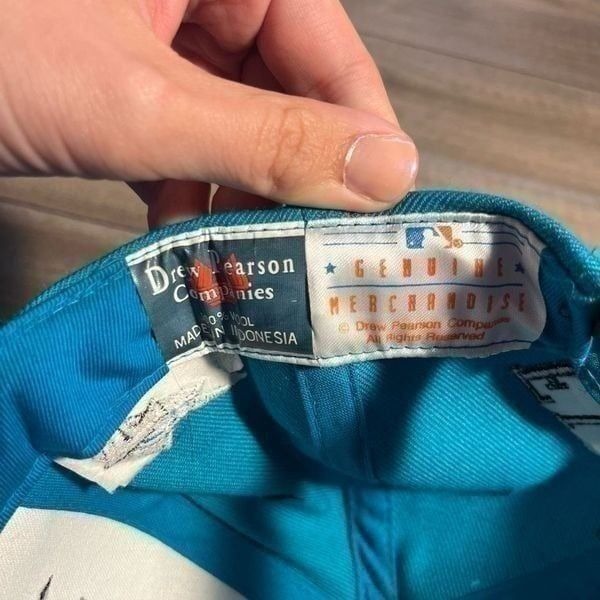 Drew Pearson
Companies
100% WOOL
MADE IN INDONESIA
GENUINE
MERCHANDISE
© Drew Pearson Companies
All Rights Reserved